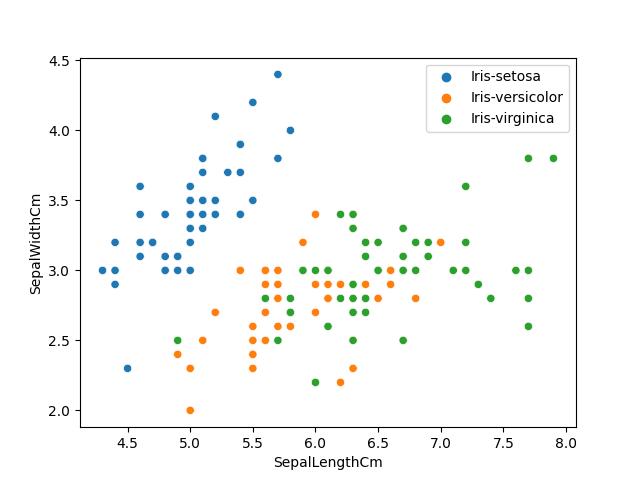 4.5
4.0
3.5
3.0
2.5
2.0
SepalWidthCm
Iris-setosa
Iris-versicolor
Iris-virginica
4.5 5.0 5.5 6.0 6.5 7.0 7.5 8.0
SepalLengthCm